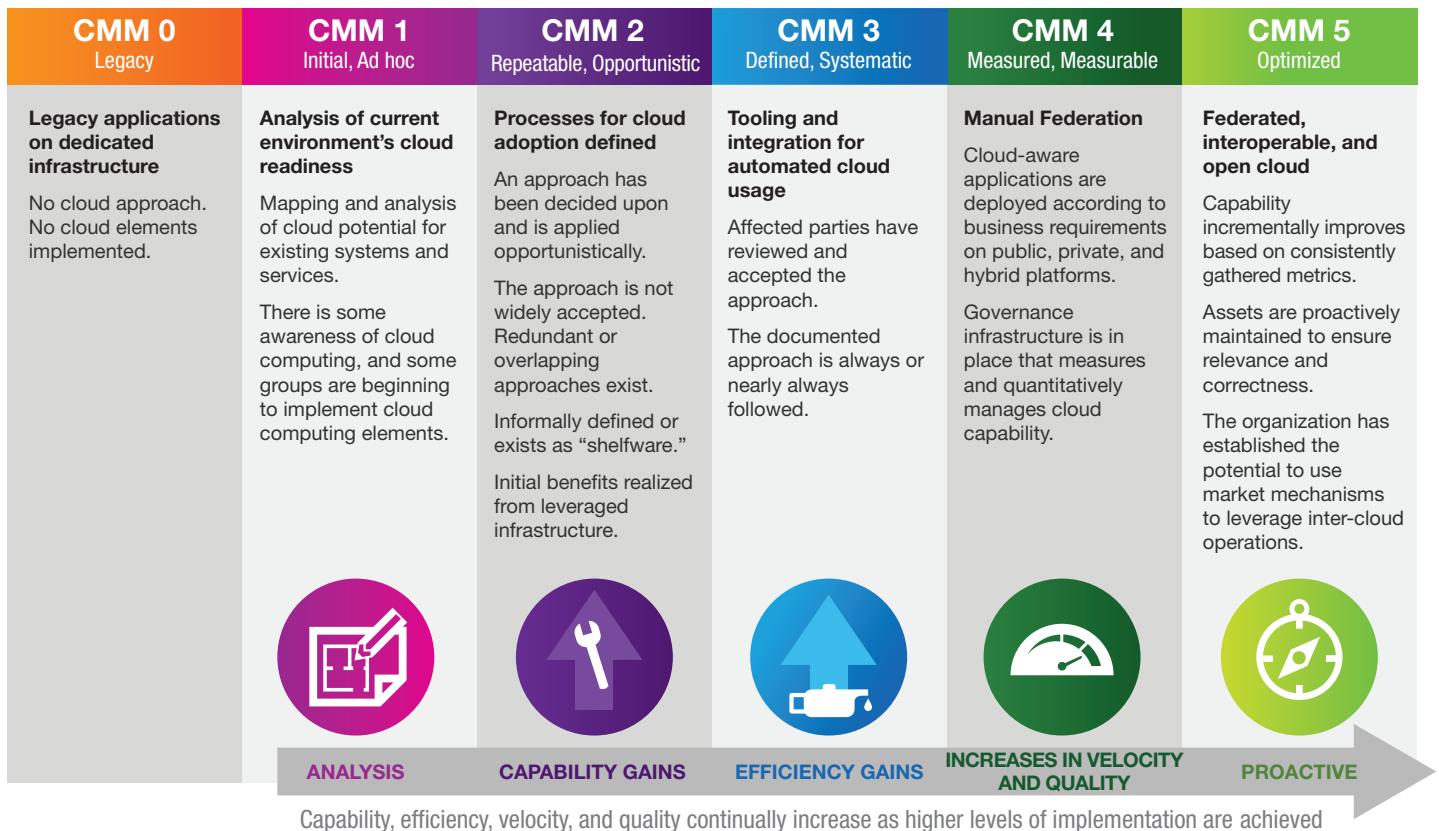 CMM 0
Legacy
CMM 1
Initial, Ad hoc
CMM 2
Repeatable, Opportunistic
CMM 3
Defined, Systematic
CMM 4
Measured, Measurable
CMM 5
Optimized
Legacy applications
on dedicated
infrastructure
No cloud approach.
No cloud elements
implemented.
Analysis of current
environment’s cloud
readiness
Mapping and analysis
of cloud potential for
existing systems and
services.
There is some
awareness of cloud
computing, and some
groups are beginning
to implement cloud
computing elements.
Processes for cloud
adoption defined
An approach has
been decided upon
and is applied
opportunistically.
The approach is not
widely accepted.
Redundant or
overlapping
approaches exist.
Informally defined or
exists as “shelfware.”
Initial benefits realized
from leveraged
infrastructure.
Tooling and
integration for
automated cloud
usage
Affected parties have
reviewed and
accepted the
approach.
The documented
approach is always or
nearly always
followed.
Manual Federation
Cloud-aware
applications are
deployed according to
business requirements
on public, private, and
hybrid platforms.
Governance
infrastructure is in
place that measures
and quantitatively
manages cloud
capability.
Federated,
interoperable, and
open cloud
Capability
incrementally improves
based on consistently
gathered metrics.
Assets are proactively
maintained to ensure
relevance and
correctness.
The organization has
established the
potential to use
market mechanisms
to leverage inter-cloud
operations.
ANALYSIS
CAPABILITY GAINS
EFFICIENCY GAINS
INCREASES IN VELOCITY
AND QUALITY
PROACTIVE
Capability, efficiency, velocity, and quality continually increase as higher levels of implementation are achieved